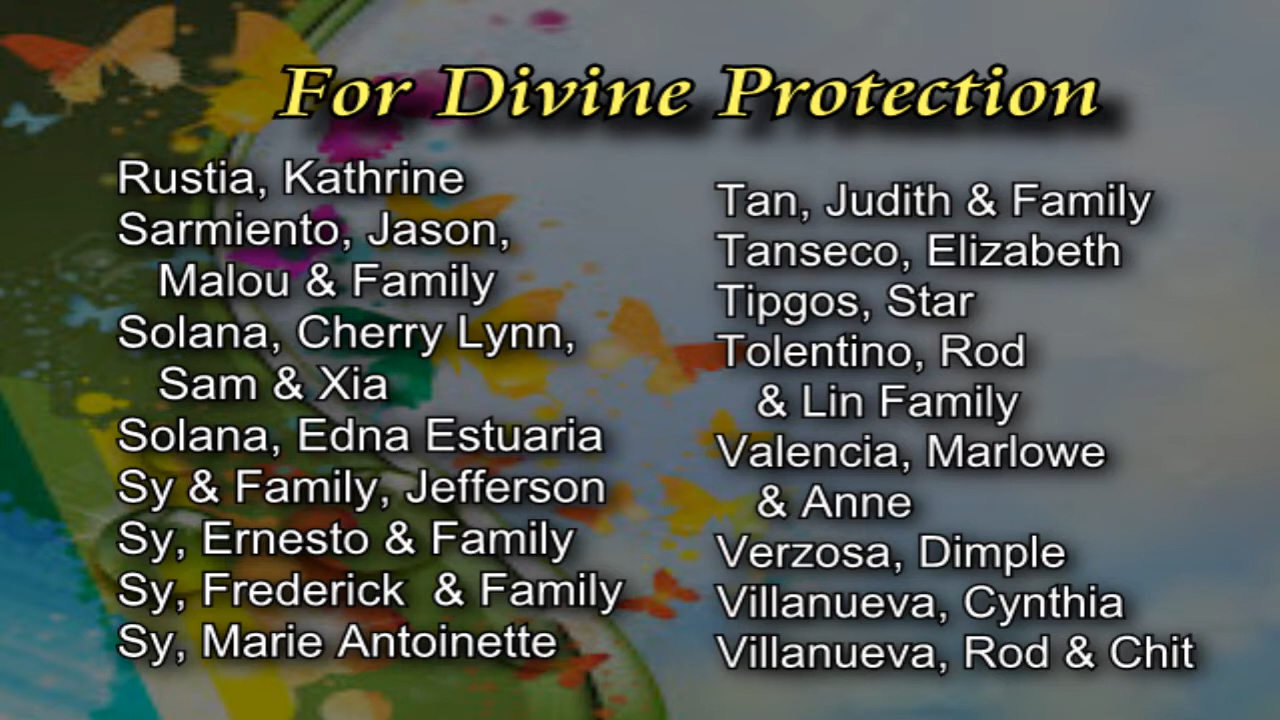 For Divine Protection
Rustia, Kathrine
Sarmiento, Jason,
Malou & Family
Solana, Cherry Lynn,
Sam & Xia
Solana, Edna Estuaria
Sy & Family, Jefferson
Sy, Ernesto & Family
Sy, Frederick & Family
Sy, Marie Antoinette
Tan, Judith & Family
Tanseco, Elizabeth
Tipgos, Star
Tolentino, Rod
& Lin Family
Valencia, Marlowe
& Anne
Verzosa, Dimple
Villanueva, Cynthia
Villanueva, Rod & Chit